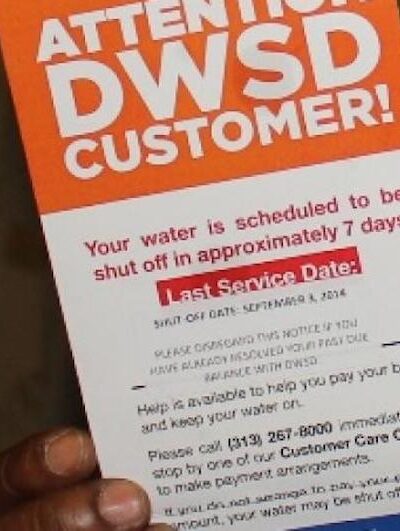 ATTENTION
DWSD
CUSTOMER!
Your water is scheduled to be
shut off in approximately 7 days
Last Service Date:
SHUT-OFF DATE: SEPTEMBER 3, 2014
PLEASE DISREGARD THIS NOTICE IF YOU
HAVE ALREADY RESOLVED YOUR PAST DUE
BALANCE WITH DWSD
Help is available to help you pay your b
and keep your water on.
Please call (313) 267-8000 immediat
stop by one of our Customer Care C
to make payment arrangements.
If you do not arrange to pay your
amount, your water may be shut of